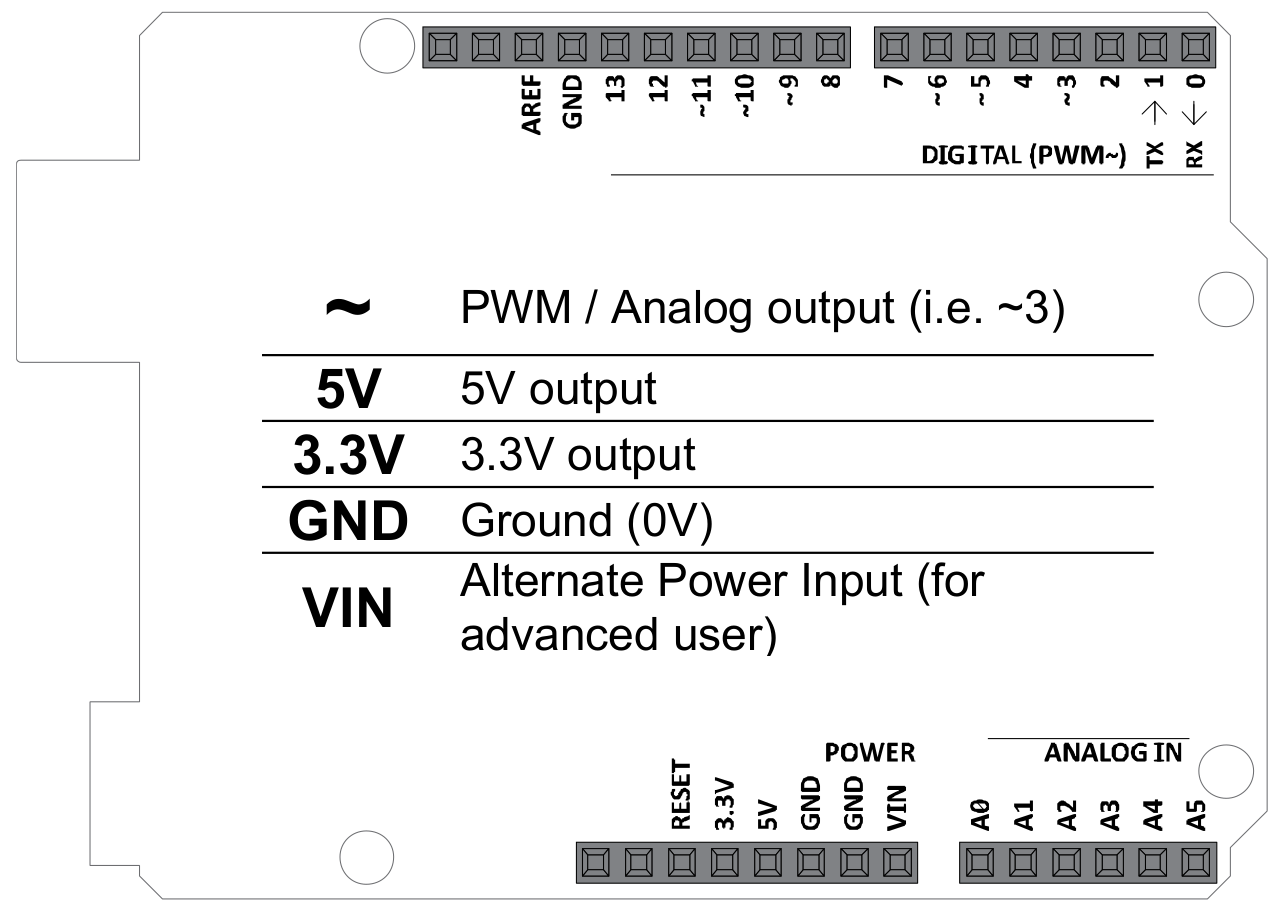 AREF GND 13 12 ~11 ~10 ~9 8 7 ~6 ~5 4 ~3 2 1 0
DIGITAL (PWM~) TX RX
~ PWM / Analog output (i.e. ~3)
5V 5V output
3.3V 3.3V output
GND Ground (0V)
VIN Alternate Power Input (for
advanced user)
POWER ANALOG IN
RESET 3.3V 5V GND GND VIN A0 A1 A2 A3 A4 A5